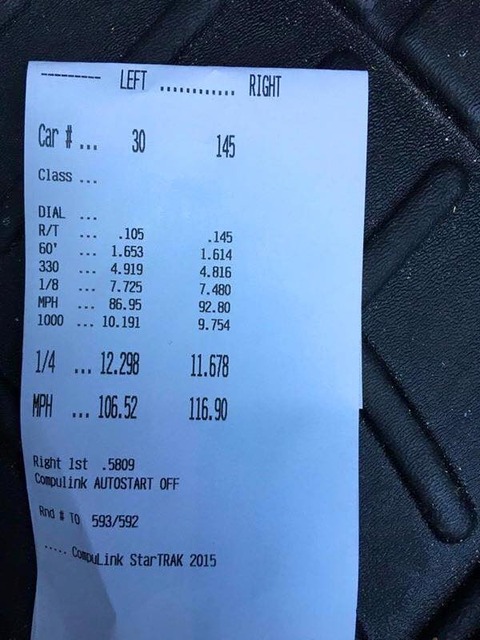 --------- LEFT ............ RIGHT
Car # ... 30 145
Class ...
DIAL ...
R/T ... .105 .145
60' ... 1.653 1.614
330 ... 4.919 4.816
1/8 ... 7.725 7.480
MPH ... 86.95 92.80
1000 ... 10.191 9.754
1/4 ... 12.298 11.678
MPH ... 106.52 116.90
Right 1st .5809
Compulink AUTOSTART OFF
Rnd # TO 593/592
..... CompuLink StarTRAK 2015